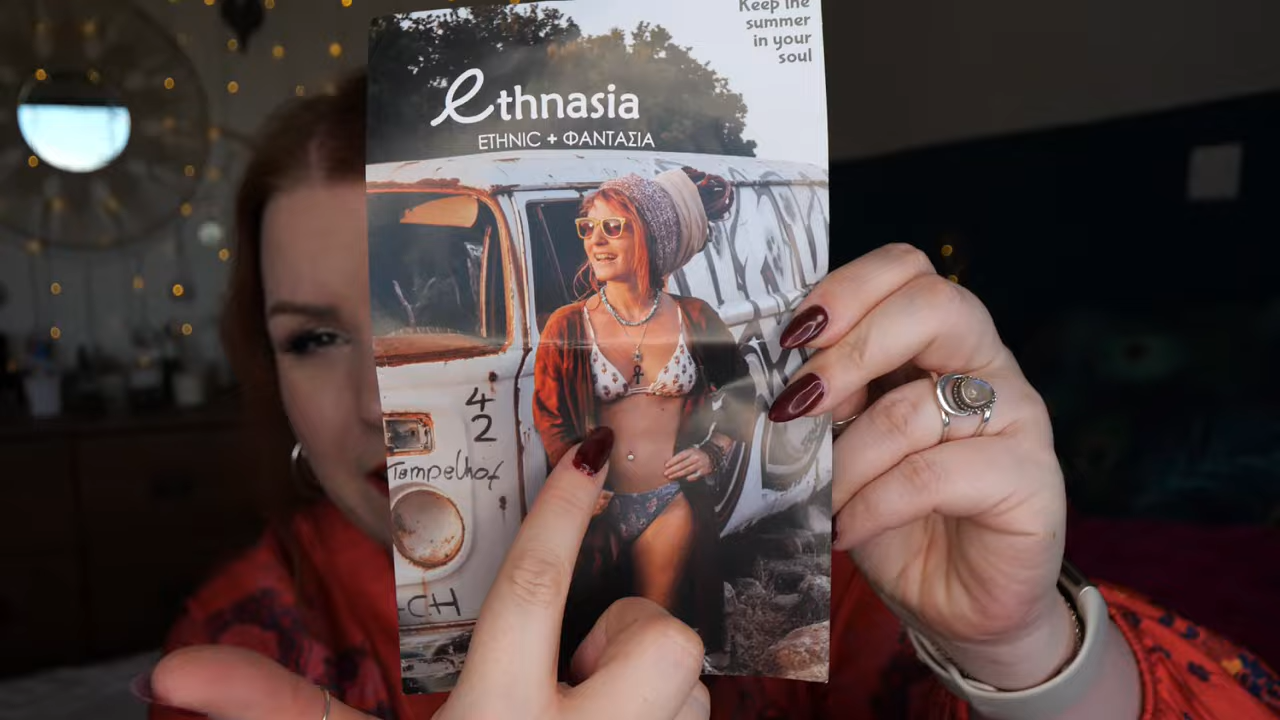 Keep the
summer
in your
soul
ethnasia
ETHNIC + ΦΑΝΤΑΣΙΑ
42
Tempelhof
-CH